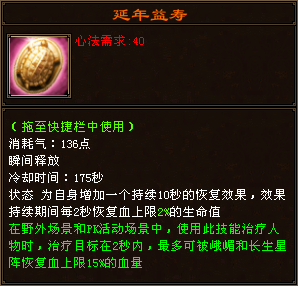 延年益寿
心法需求:40
（拖至快捷栏中使用）
消耗气：136点
瞬间释放
冷却时间：175秒
状态 为自身增加一个持续10秒的恢复效果，效果
持续期间每2秒恢复血上限2%的生命值
在野外场景和PK活动场景中，使用此技能治疗人
物时，治疗目标在2秒内，最多可被峨嵋和长生星
阵恢复血上限15%的血量